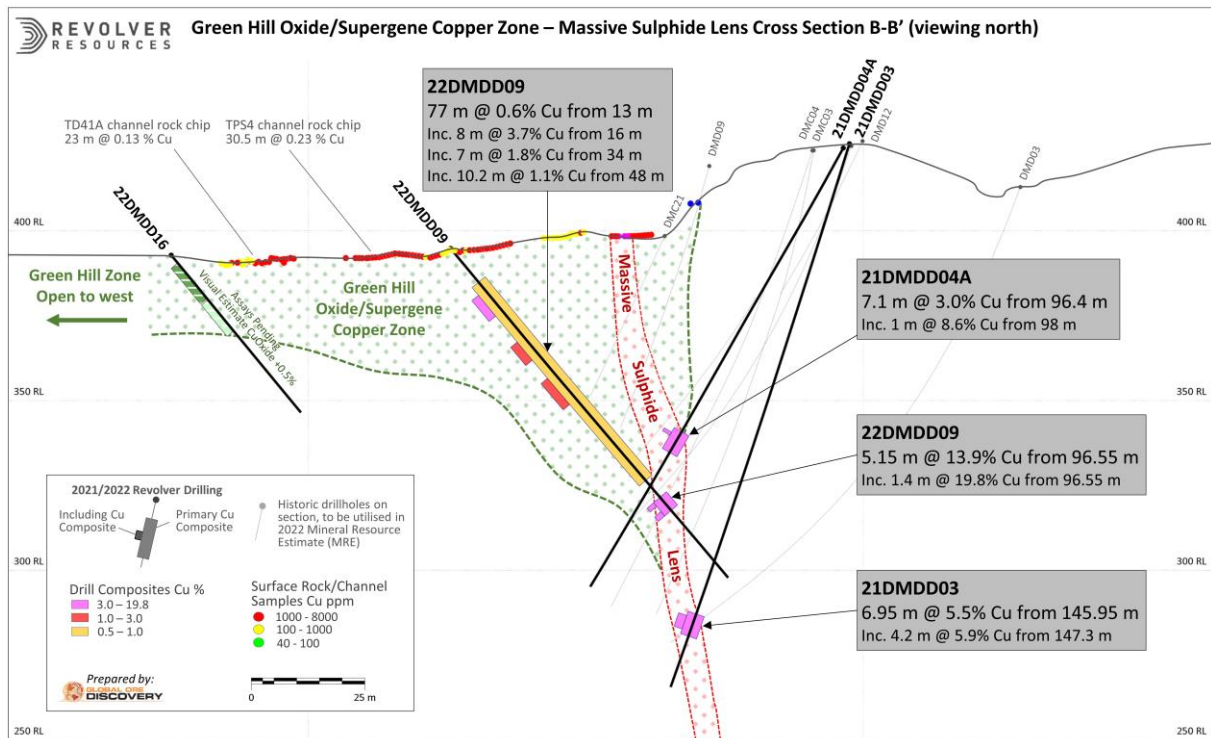 REVOLVER
RESOURCES
Green Hill Oxide/Supergene Copper Zone – Massive Sulphide Lens Cross Section B-B' (viewing north)
22DMDD09
77 m @ 0.6% Cu from 13 m
Inc. 8 m @ 3.7% Cu from 16 m
Inc. 7 m @ 1.8% Cu from 34 m
Inc. 10.2 m @ 1.1% Cu from 48 m
TD41A channel rock chip
23 m @ 0.13 % Cu
TPS4 channel rock chip
30.5 m @ 0.23 % Cu
22DMDD16
22DMDD09
DMC21
DMD09
DMC04
DMC03
21DMDD04A
21DMDD03
DMD12
DMD03
400 RL
400 RL
Green Hill Zone
Open to west
Assays Pending
Visual Estimate CuOxide +0.5%
Green Hill
Oxide/Supergene
Copper Zone
Massive
Sulphide
Lens
21DMDD04A
7.1 m @ 3.0% Cu from 96.4 m
Inc. 1 m @ 8.6% Cu from 98 m
350 RL
350 RL
22DMDD09
5.15 m @ 13.9% Cu from 96.55 m
Inc. 1.4 m @ 19.8% Cu from 96.55 m
300 RL
300 RL
21DMDD03
6.95 m @ 5.5% Cu from 145.95 m
Inc. 4.2 m @ 5.9% Cu from 147.3 m
2021/2022 Revolver Drilling
Including Cu
Composite
Primary Cu
Composite
Historic drillholes on
section, to be utilised in
2022 Mineral Resource
Estimate (MRE)
Drill Composites Cu %
3.0 – 19.8
1.0 – 3.0
0.5 – 1.0
Surface Rock/Channel
Samples Cu ppm
1000 - 8000
100 - 1000
40 - 100
Prepared by:
GLOBAL ORE
DISCOVERY
0
25 m
250 RL
250 RL